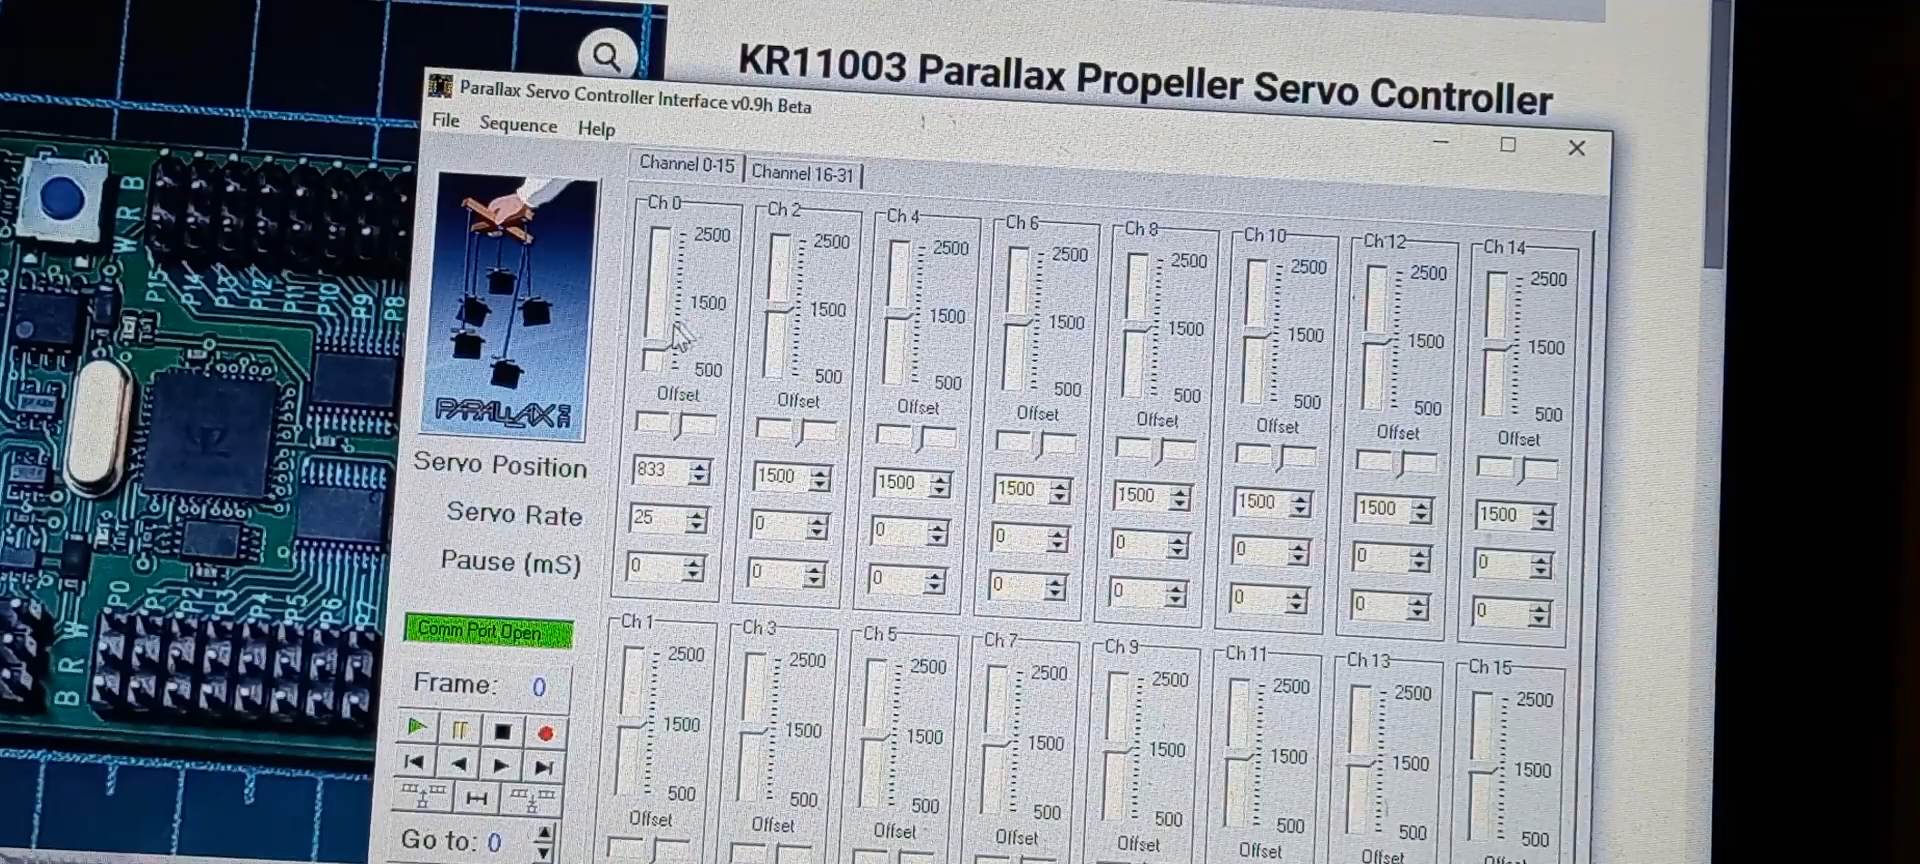 KR11003 Parallax Propeller Servo Controller
Parallax Servo Controller Interface v0.9h Beta
File Sequence Help
Channel 0-15 Channel 16-31
Ch 0 Ch 2 Ch 4 Ch 6 Ch 8 Ch 10 Ch 12 Ch 14
2500 2500 2500 2500 2500 2500 2500 2500
1500 1500 1500 1500 1500 1500 1500 1500
500 500 500 500 500 500 500 500
Offset Offset Offset Offset Offset Offset Offset Offset
PARALLAX
Servo Position 833 1500 1500 1500 1500 1500 1500 1500
Servo Rate 25 0 0 0 0 0 0 0
Pause (mS) 0 0 0 0 0 0 0 0
Comm Port Open
Ch 1 Ch 3 Ch 5 Ch 7 Ch 9 Ch 11 Ch 13 Ch 15
2500 2500 2500 2500 2500 2500 2500 2500
1500 1500 1500 1500 1500 1500 1500 1500
500 500 500 500 500 500 500 500
Offset Offset Offset Offset Offset Offset Offset
Frame: 0
Go to: 0
W R B
P15 P14 P13 P12 P11 P10 P9 P8
P0 P1 P2 P3 P4 P5 P6 P7
B R W